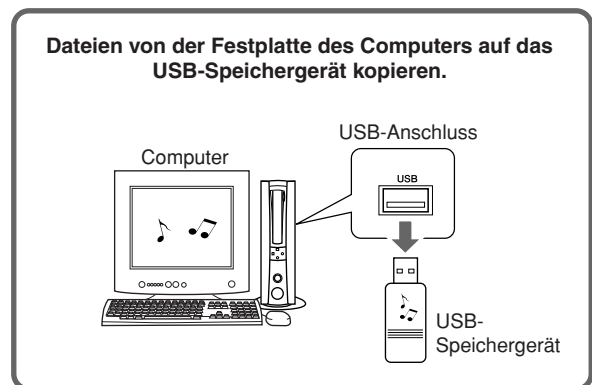 Dateien von der Festplatte des Computers auf das
USB-Speichergerät kopieren.
USB-Anschluss
Computer
USB
USB-
Speichergerät